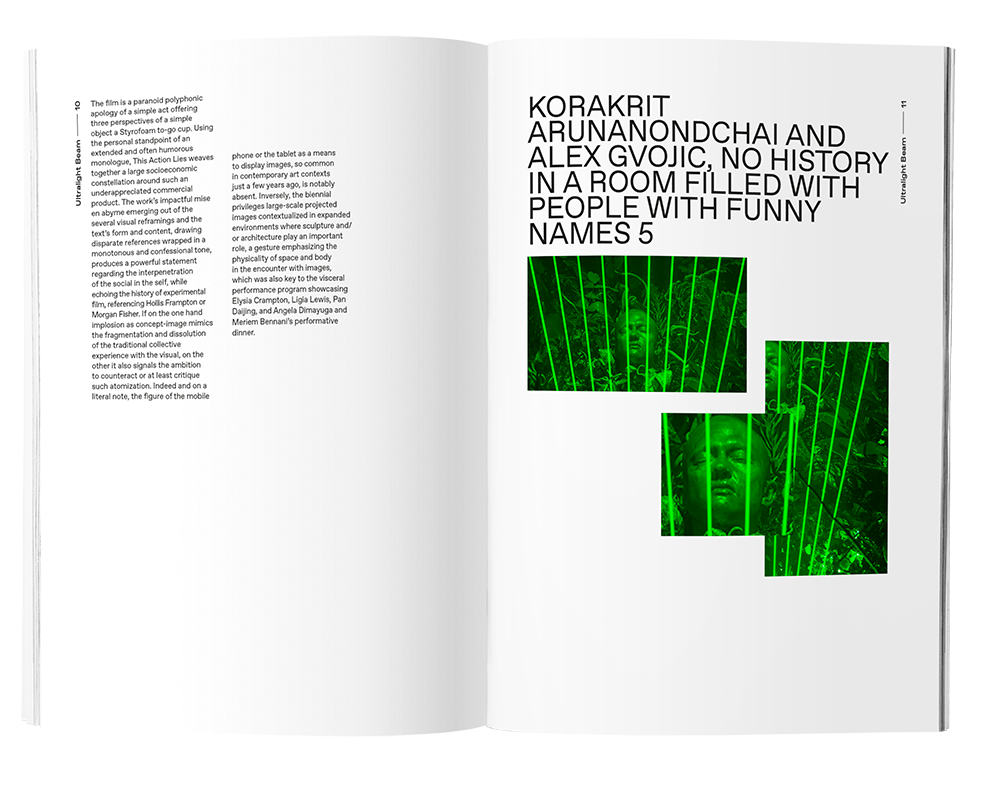 Ultralight Beam —— 10
The film is a paranoid polyphonic
apology of a simple act offering
three perspectives of a simple
object a Styrofoam to-go cup. Using
the personal standpoint of an
extended and often humorous
monologue, This Action Lies weaves
together a large socioeconomic
constellation around such an
underappreciated commercial
product. The work's impactful mise
en abyme emerging out of the
several visual reframings and the
text's form and content, drawing
disparate references wrapped in a
monotonous and confessional tone,
produces a powerful statement
regarding the interpenetration
of the social in the self, while
echoing the history of experimental
film, referencing Hollis Frampton or
Morgan Fisher. If on the one hand
implosion as concept-image mimics
the fragmentation and dissolution
of the traditional collective
experience with the visual, on the
other it also signals the ambition
to counteract or at least critique
such atomization. Indeed and on a
literal note, the figure of the mobile
phone or the tablet as a means
to display images, so common
in contemporary art contexts
just a few years ago, is notably
absent. Inversely, the biennial
privileges large-scale projected
images contextualized in expanded
environments where sculpture and/
or architecture play an important
role, a gesture emphasizing the
physicality of space and body
in the encounter with images,
which was also key to the visceral
performance program showcasing
Elysia Crampton, Ligia Lewis, Pan
Daijing, and Angela Dimayuga and
Meriem Bennani's performative
dinner.
KORAKRIT
ARUNANONDCHAI AND
ALEX GVOJIC, NO HISTORY
IN A ROOM FILLED WITH
PEOPLE WITH FUNNY
NAMES 5
Ultralight Beam —— 11